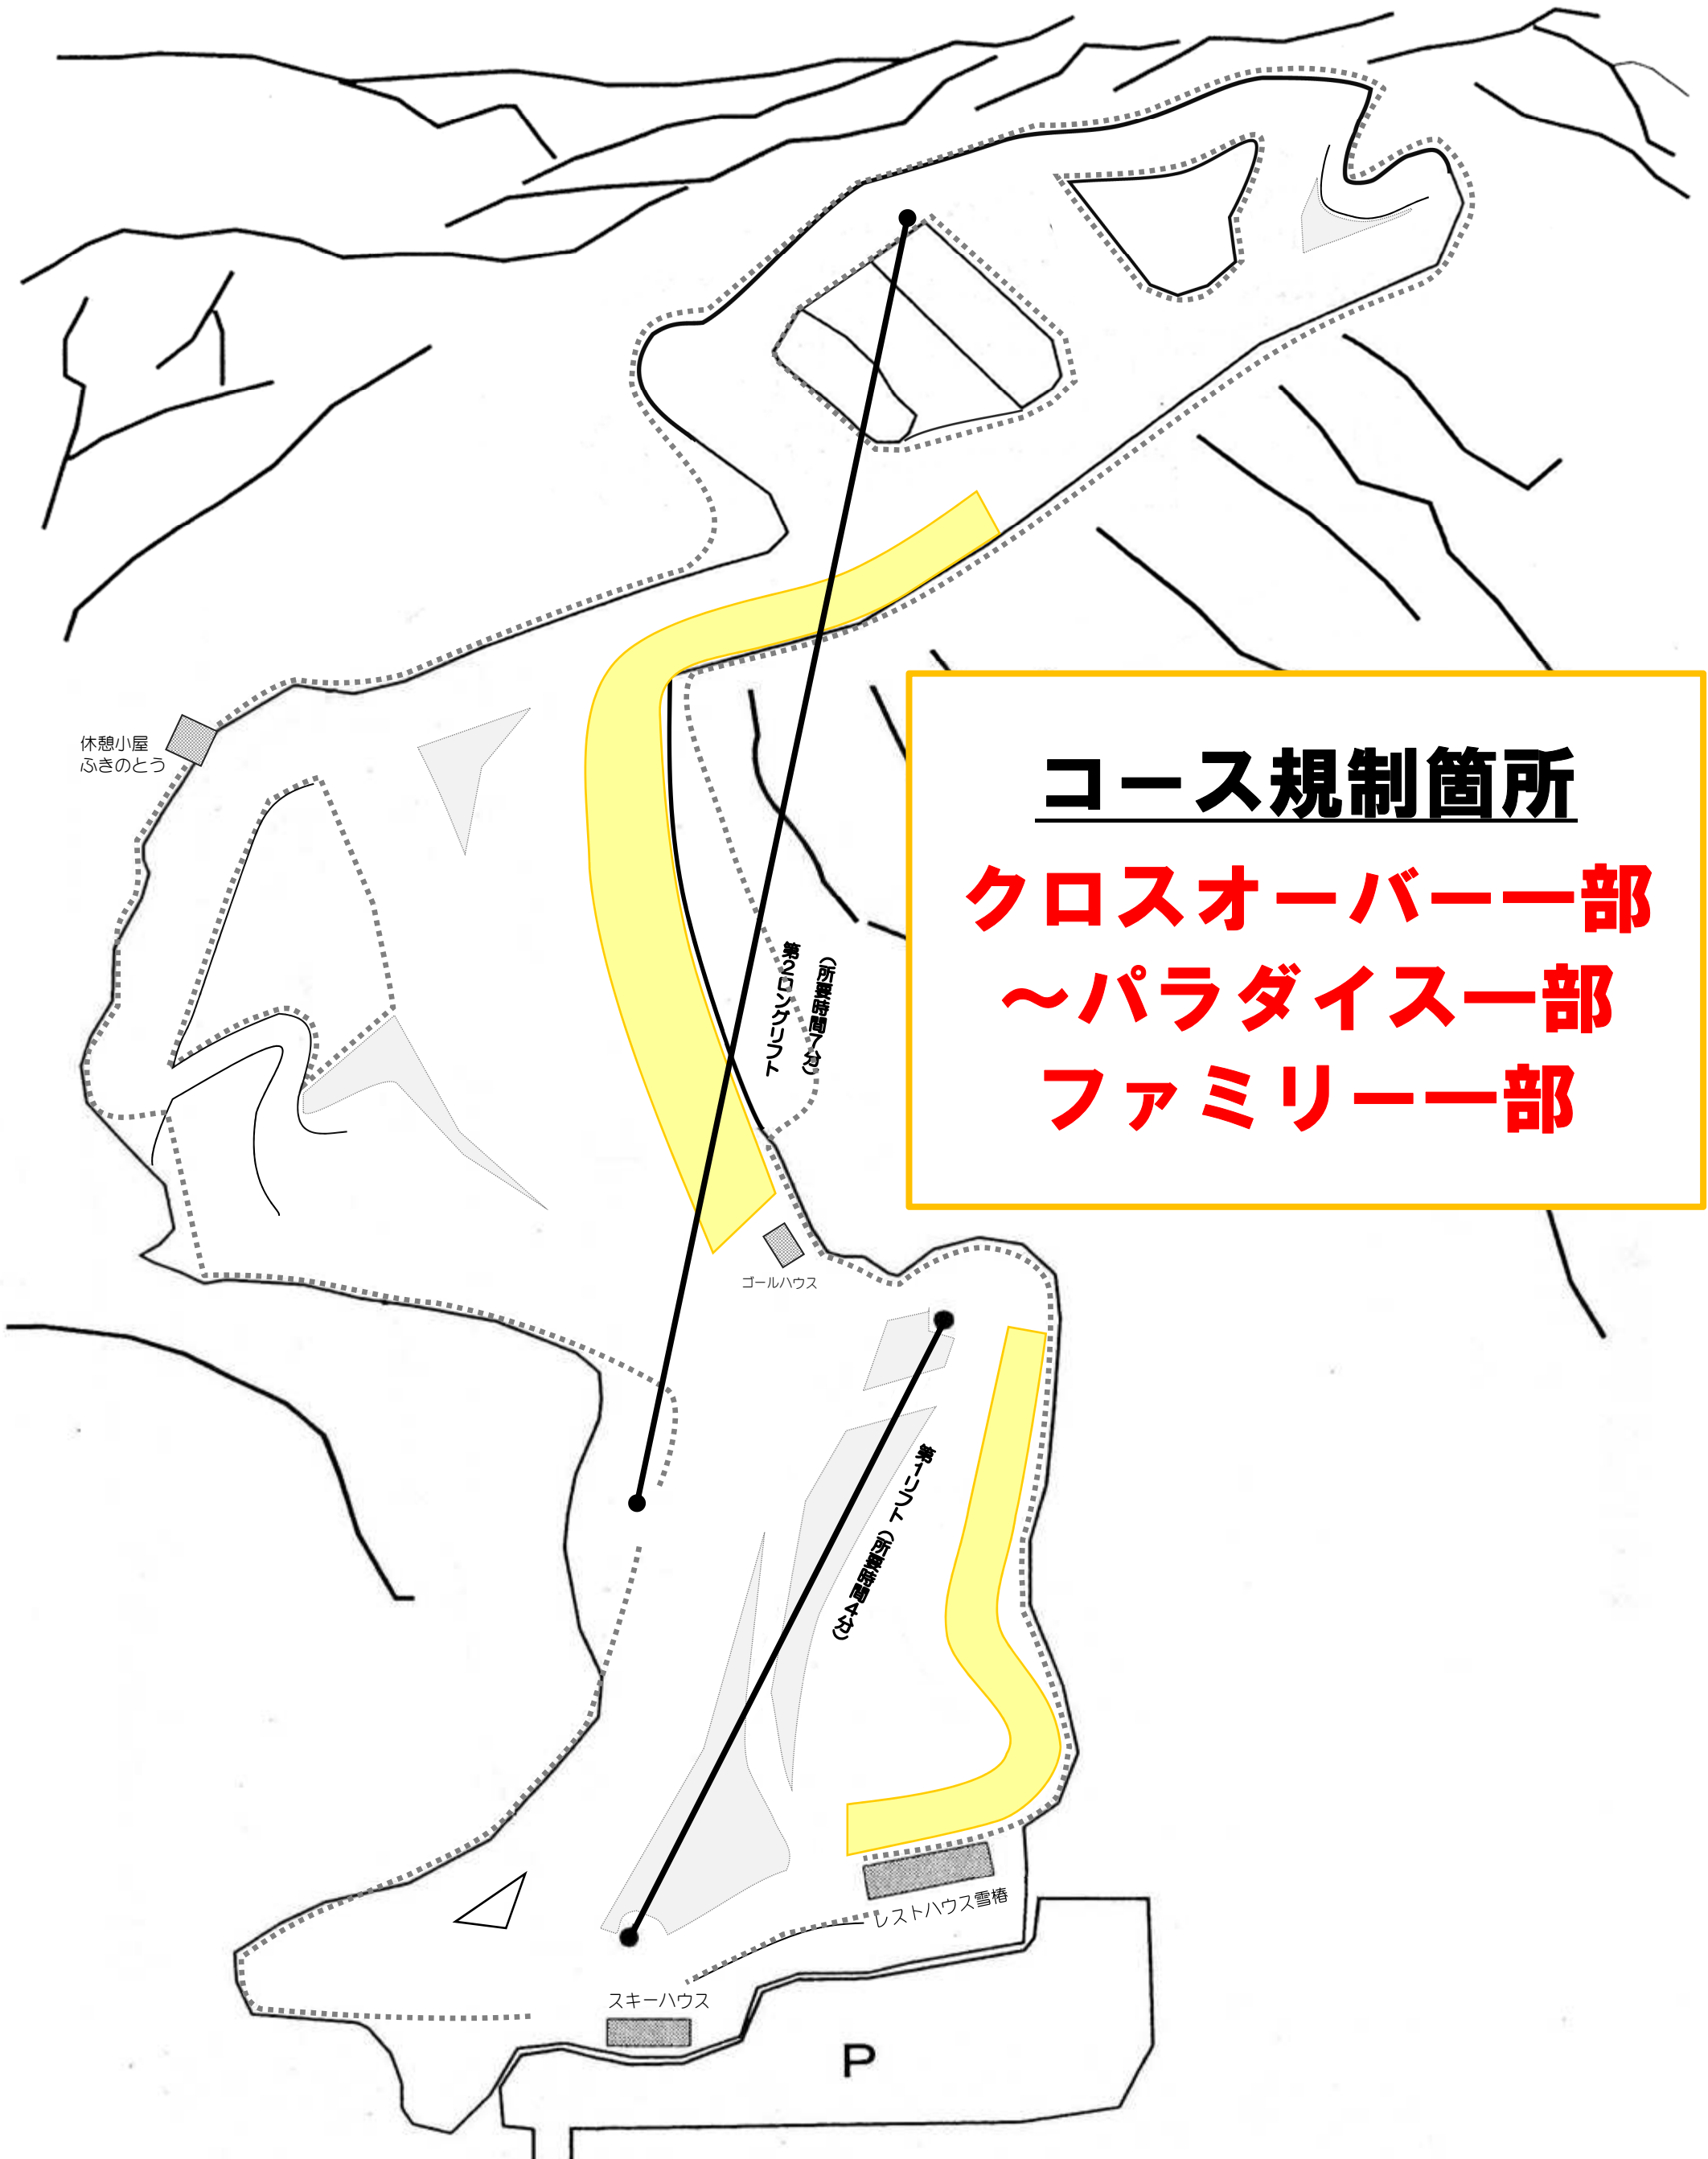 休憩小屋
ふきのとう
コース規制箇所
クロスオーバー一部
～パラダイス一部
ファミリー一部
第2ロングリフト
（所要時間7分）
ゴールハウス
第1リフト（所要時間4分）
レストハウス雪椿
スキーハウス
P